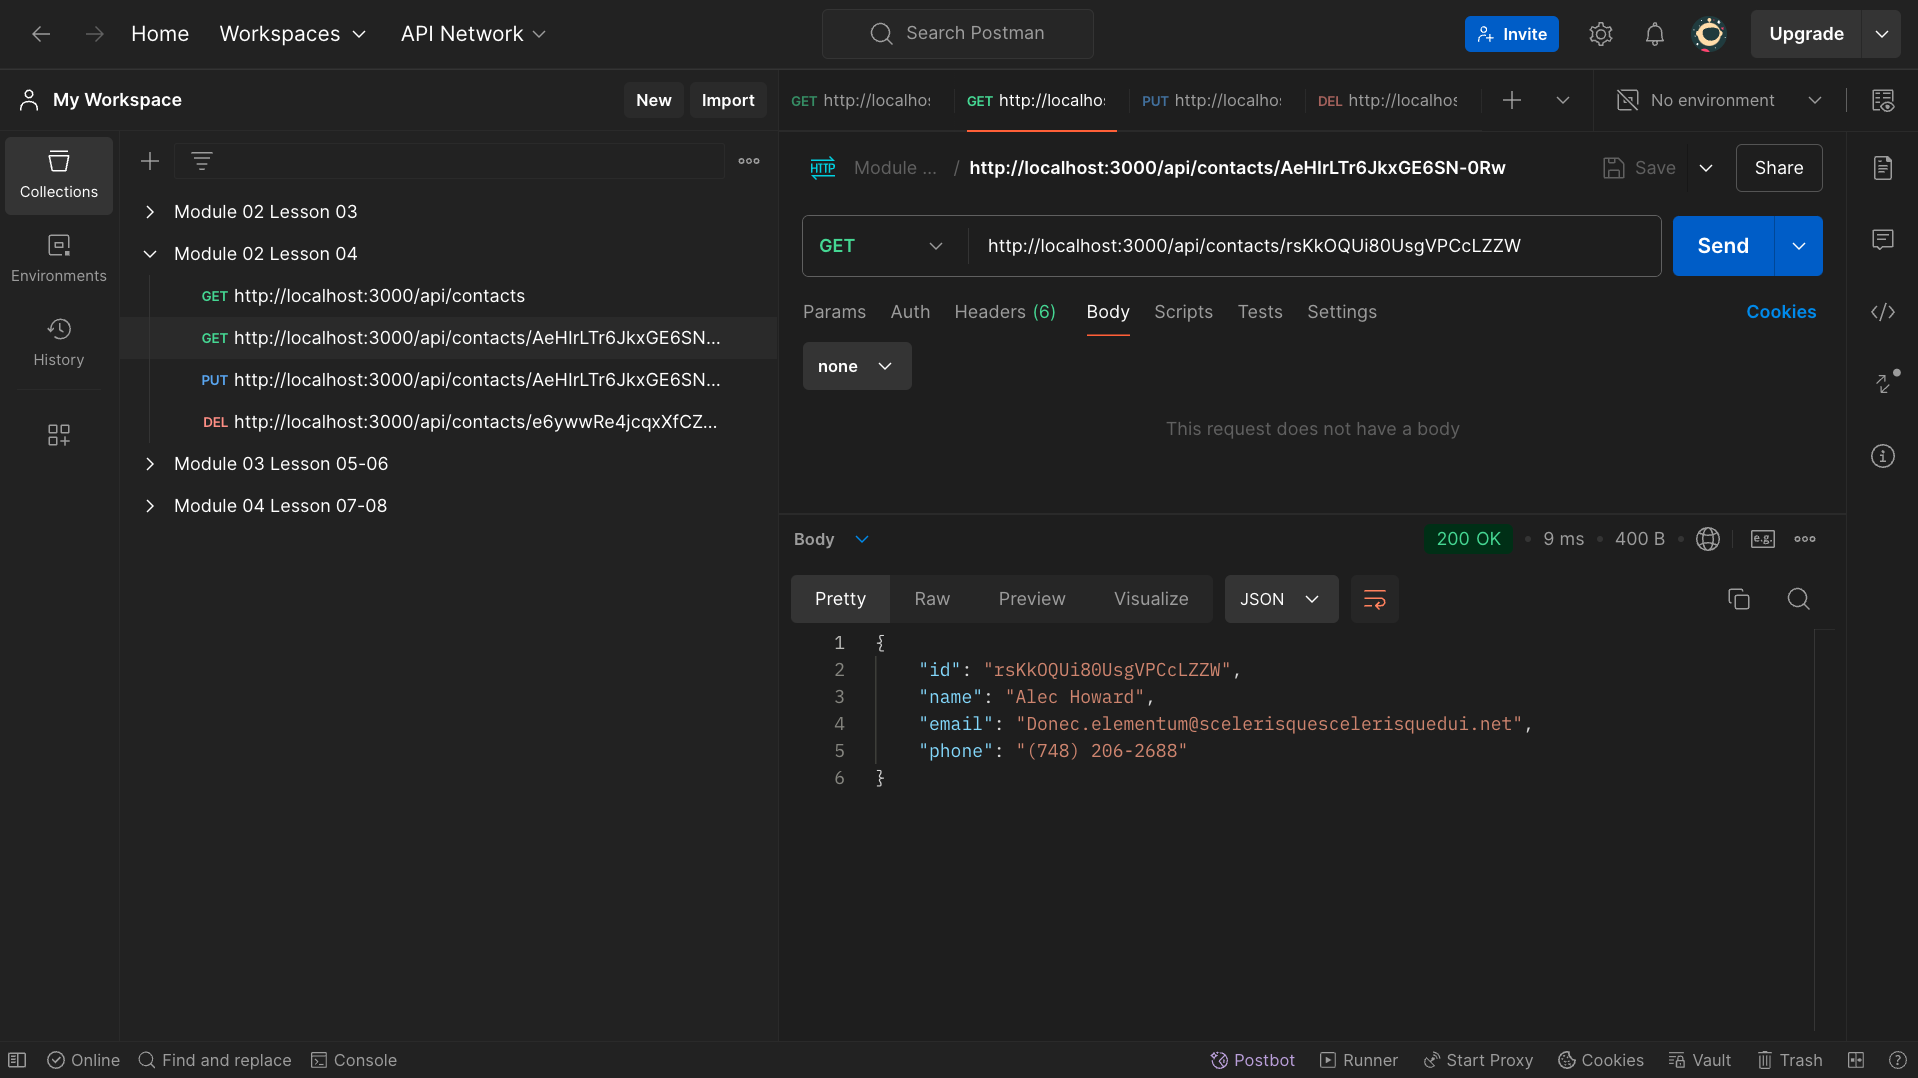 Home Workspaces API Network Search Postman Invite Upgrade
My Workspace New Import
GET http://localhos GET http://localhos PUT http://localhos DEL http://localhos No environment
Collections
Environments
History
Module 02 Lesson 03
Module 02 Lesson 04
GET http://localhost:3000/api/contacts
GET http://localhost:3000/api/contacts/AeHIrLTr6JkxGE6SN...
PUT http://localhost:3000/api/contacts/AeHIrLTr6JkxGE6SN...
DEL http://localhost:3000/api/contacts/e6ywwRe4jcqxXfCZ...
Module 03 Lesson 05-06
Module 04 Lesson 07-08
HTTP Module ... / http://localhost:3000/api/contacts/AeHIrLTr6JkxGE6SN-0Rw Save Share
GET http://localhost:3000/api/contacts/rsKkOQUi80UsgVPCcLZZW Send
Params Auth Headers (6) Body Scripts Tests Settings Cookies
none
This request does not have a body
Body 200 OK 9 ms 400 B e.g.
Pretty Raw Preview Visualize JSON
1 {
2 "id": "rsKkOQUi80UsgVPCcLZZW",
3 "name": "Alec Howard",
4 "email": "Donec.elementum@scelerisquescelerisquedui.net",
5 "phone": "(748) 206-2688"
6 }
Online Find and replace Console Postbot Runner Start Proxy Cookies Vault Trash